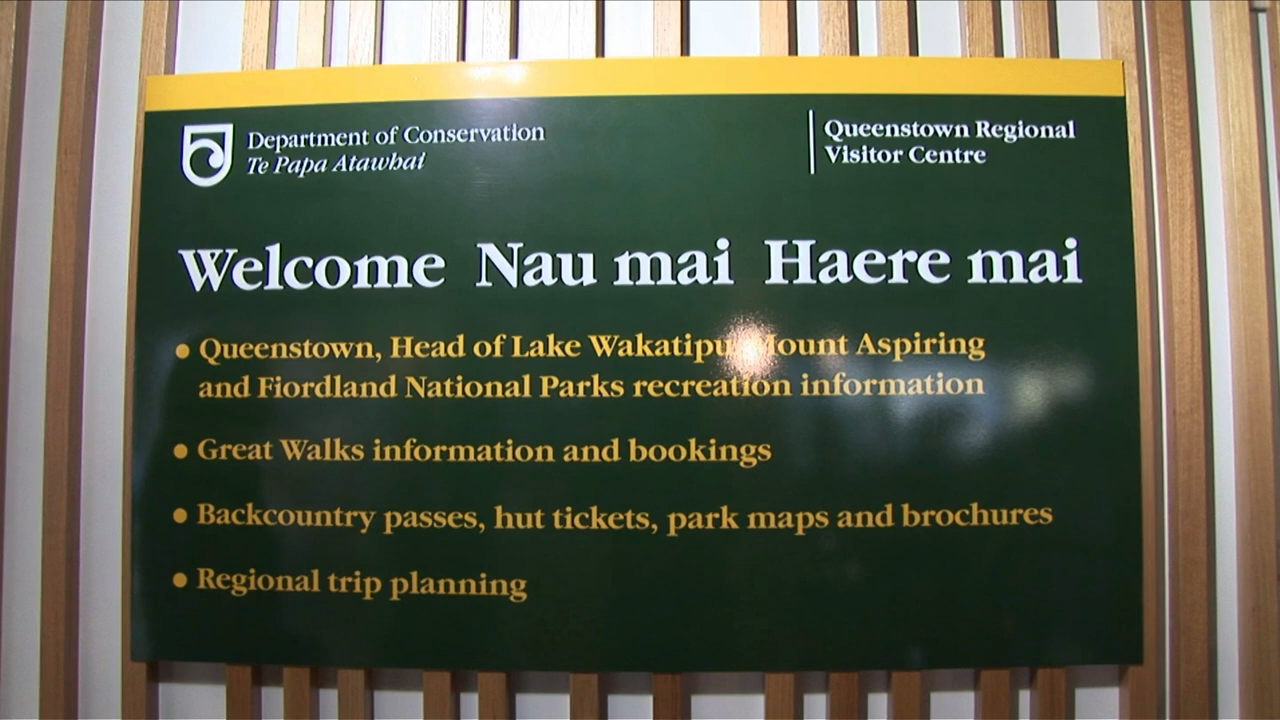 Department of Conservation
Te Papa Atawhai
Queenstown Regional
Visitor Centre
Welcome Nau mai Haere mai
• Queenstown, Head of Lake Wakatipu, Mount Aspiring
and Fiordland National Parks recreation information
• Great Walks information and bookings
• Backcountry passes, hut tickets, park maps and brochures
• Regional trip planning